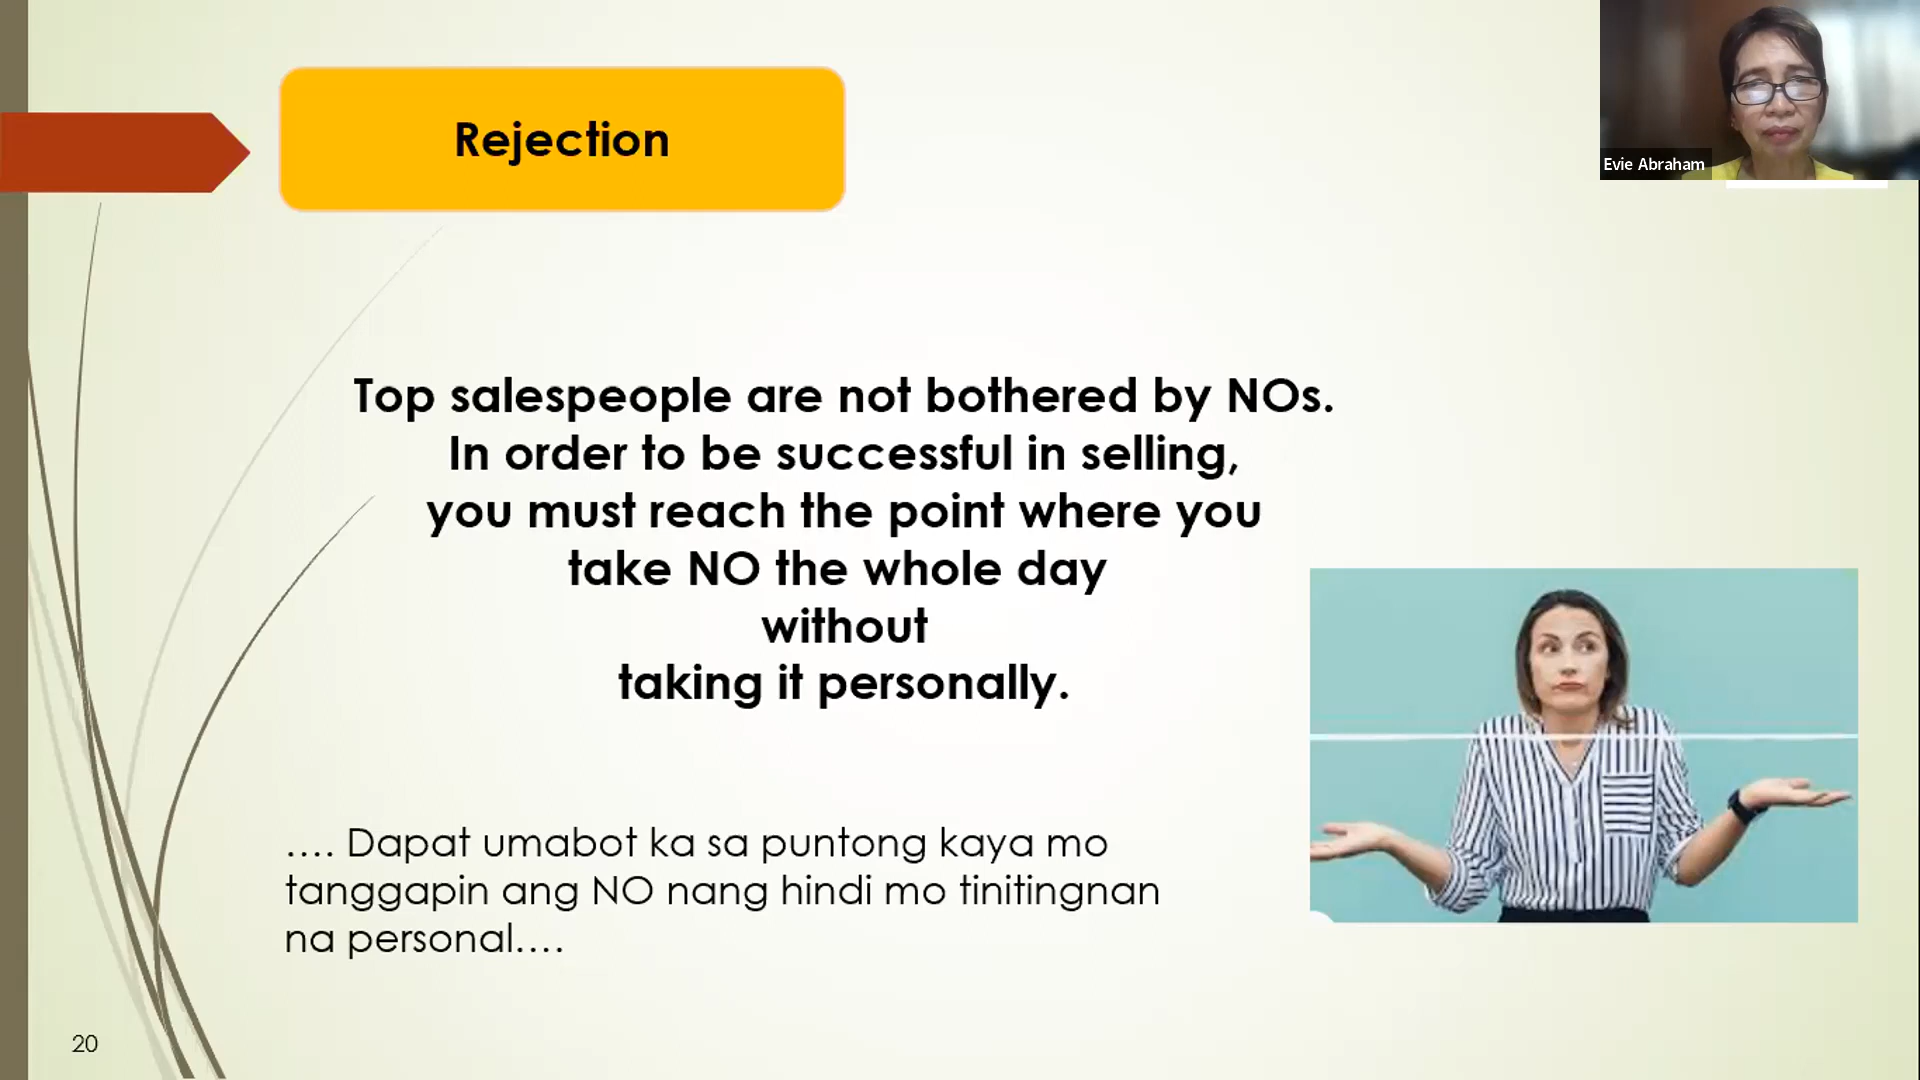 Rejection
Evie Abraham
Top salespeople are not bothered by NOs.
In order to be successful in selling,
you must reach the point where you
take NO the whole day
without
taking it personally.
.... Dapat umabot ka sa puntong kaya mo
tanggapin ang NO nang hindi mo tinitingnan
na personal....
20